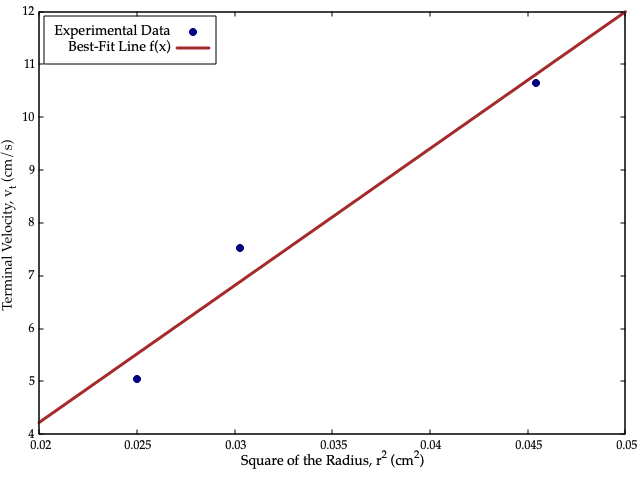 Experimental Data
Best-Fit Line f(x)
12
11
10
9
8
7
6
5
4
Terminal Velocity, vt (cm/s)
0.02 0.025 0.03 0.035 0.04 0.045 0.05
Square of the Radius, r2 (cm2)